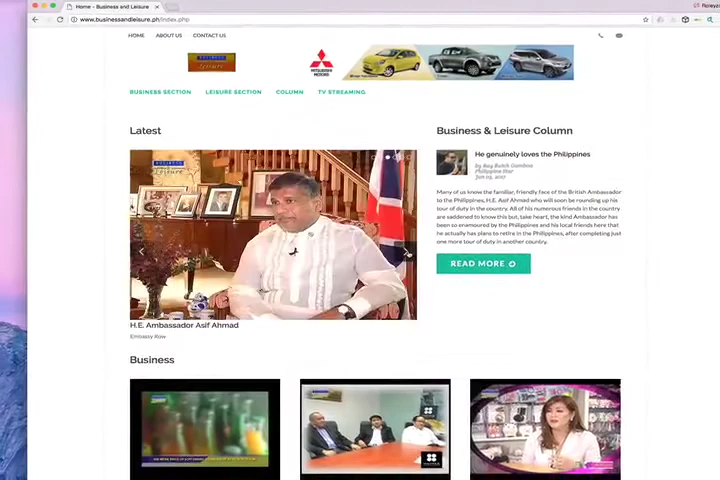 Home - Business and Leisure
www.businessandleisure.ph/index.php
HOME
ABOUT US
CONTACT US
Leisure
MITSUBISHI
MOTORS
BUSINESS SECTION
LEISURE SECTION
COLUMN
TV STREAMING
Latest
Leisure
H.E. Ambassador Asif Ahmad
Embassy Row
Business & Leisure Column
He genuinely loves the Philippines
Philippine Star
Many of us know the familiar, friendly face of the British Ambassador
to the Philippines, H.E. Asif Ahmad who will soon be rounding up his
tour of duty in the country. All of his numerous friends in the country
are saddened to know this but, take heart, the kind Ambassador has
been so enamoured by the Philippines and his local friends here that
he actually has plans to retire in the Philippines, after completing just
one more tour of duty in another country.
READ MORE
Business